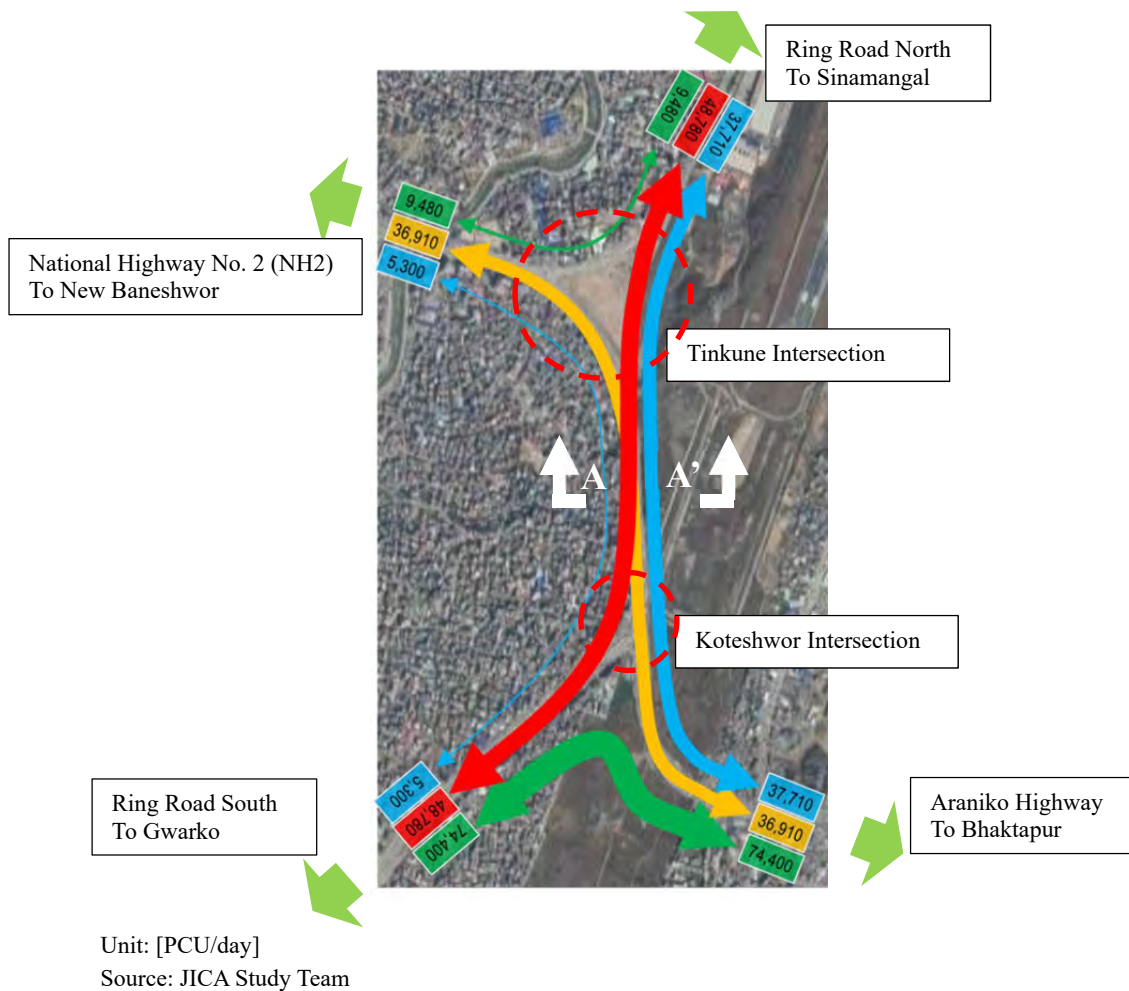 Ring Road North
To Sinamangal
9,480
48,780
37,710
9,480
36,910
5,300
National Highway No. 2 (NH2)
To New Baneshwor
Tinkune Intersection
A
A’
Koteshwor Intersection
5,300
48,780
74,400
37,710
36,910
74,400
Ring Road South
To Gwarko
Araniko Highway
To Bhaktapur
Unit: [PCU/day]
Source: JICA Study Team